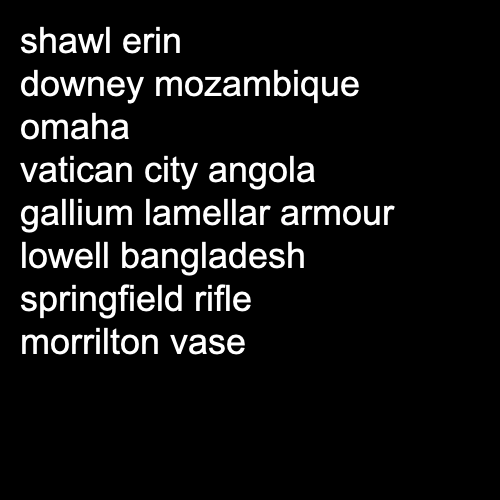 shawl erin
downey mozambique
omaha
vatican city angola
gallium lamellar armour
lowell bangladesh
springfield rifle
morrilton vase